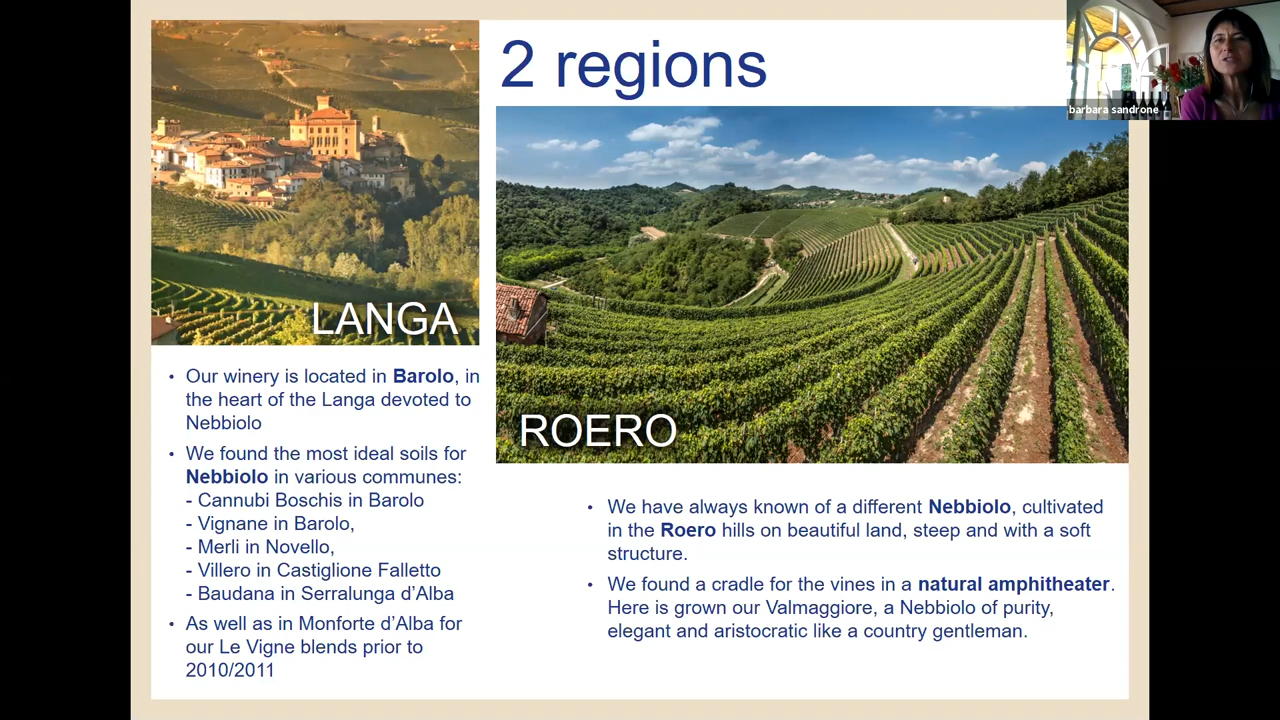 2 regions
barbara sandrone
LANGA
ROERO
• Our winery is located in Barolo, in
the heart of the Langa devoted to
Nebbiolo
• We found the most ideal soils for
Nebbiolo in various communes:
- Cannubi Boschis in Barolo
- Vignane in Barolo,
- Merli in Novello,
- Villero in Castiglione Falletto
- Baudana in Serralunga d’Alba
• As well as in Monforte d’Alba for
our Le Vigne blends prior to
2010/2011
• We have always known of a different Nebbiolo, cultivated
in the Roero hills on beautiful land, steep and with a soft
structure.
• We found a cradle for the vines in a natural amphitheater.
Here is grown our Valmaggiore, a Nebbiolo of purity,
elegant and aristocratic like a country gentleman.